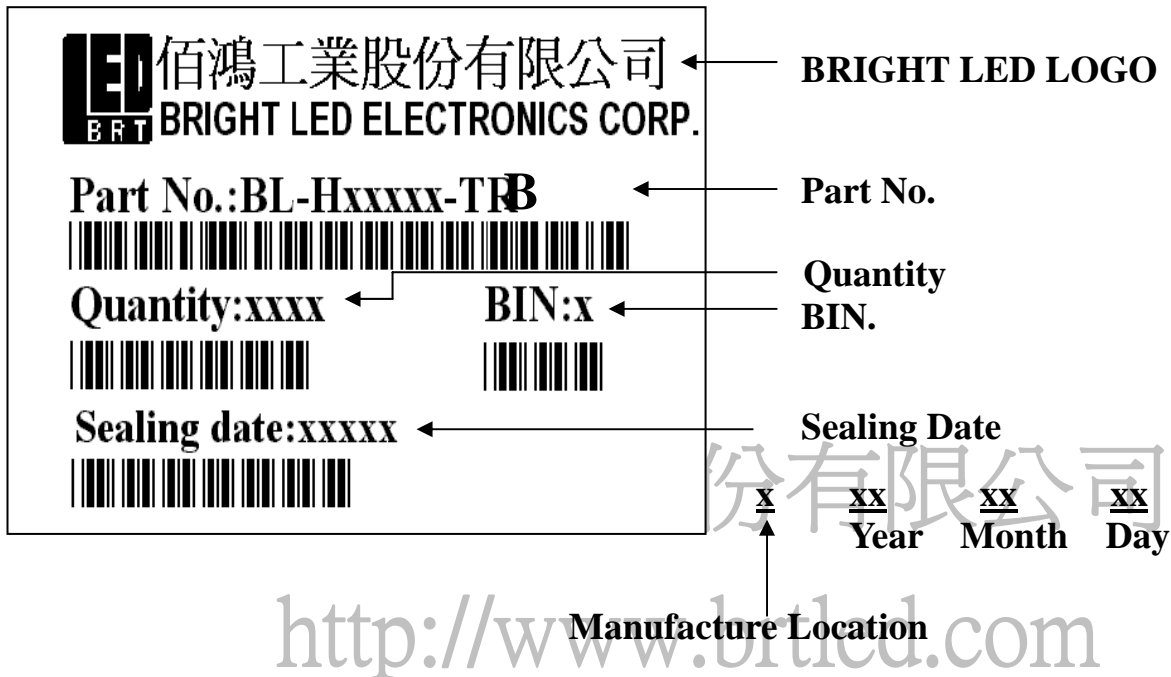 佰鴻工業股份有限公司
BRIGHT LED ELECTRONICS CORP.
LED
BRT
BRIGHT LED LOGO
Part No.:BL-Hxxxxx-TRB
Part No.
Quantity:xxxx
BIN:x
Quantity
BIN.
Sealing date:xxxxx
Sealing Date
份有限公司
x xx xx xx
Year Month Day
Manufacture Location
http://www.brtled.com